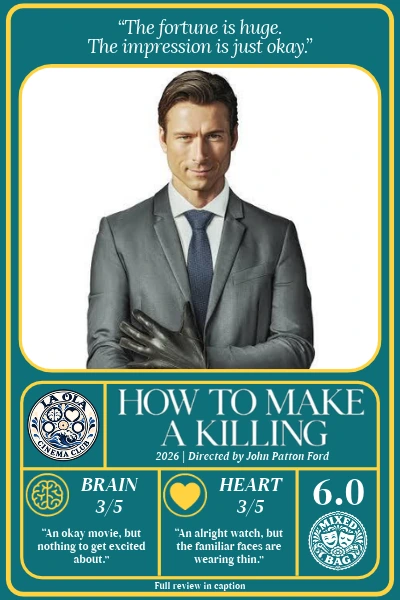 “The fortune is huge.
The impression is just okay.”
LA OLA
CINEMA CLUB
HOW TO MAKE
A KILLING
2026 | Directed by John Patton Ford
BRAIN
3/5
“An okay movie, but
nothing to get excited
about.”
HEART
3/5
“An alright watch, but
the familiar faces are
wearing thin.”
6.0
MIXED
BAG
Full review in caption